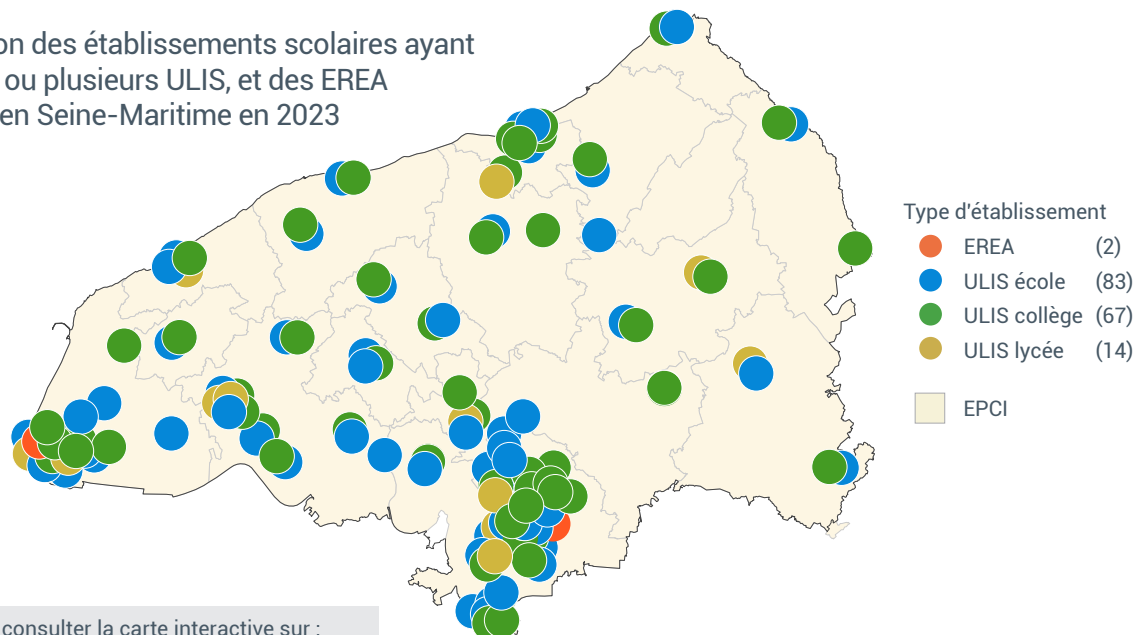 on des établissements scolaires ayant
ou plusieurs ULIS, et des EREA
en Seine-Maritime en 2023
Type d'établissement
EREA (2)
ULIS école (83)
ULIS collège (67)
ULIS lycée (14)
EPCI
consulter la carte interactive sur :